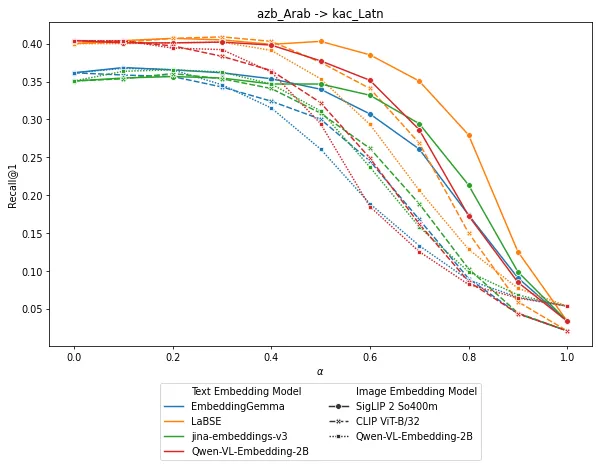 azb_Arab -> kac_Latn
Recall@1
0.40
0.35
0.30
0.25
0.20
0.15
0.10
0.05
0.0 0.2 0.4 0.6 0.8 1.0
α
Text Embedding Model Image Embedding Model
EmbeddingGemma SigLIP 2 So400m
LaBSE CLIP ViT-B/32
jina-embeddings-v3 Qwen-VL-Embedding-2B
Qwen-VL-Embedding-2B